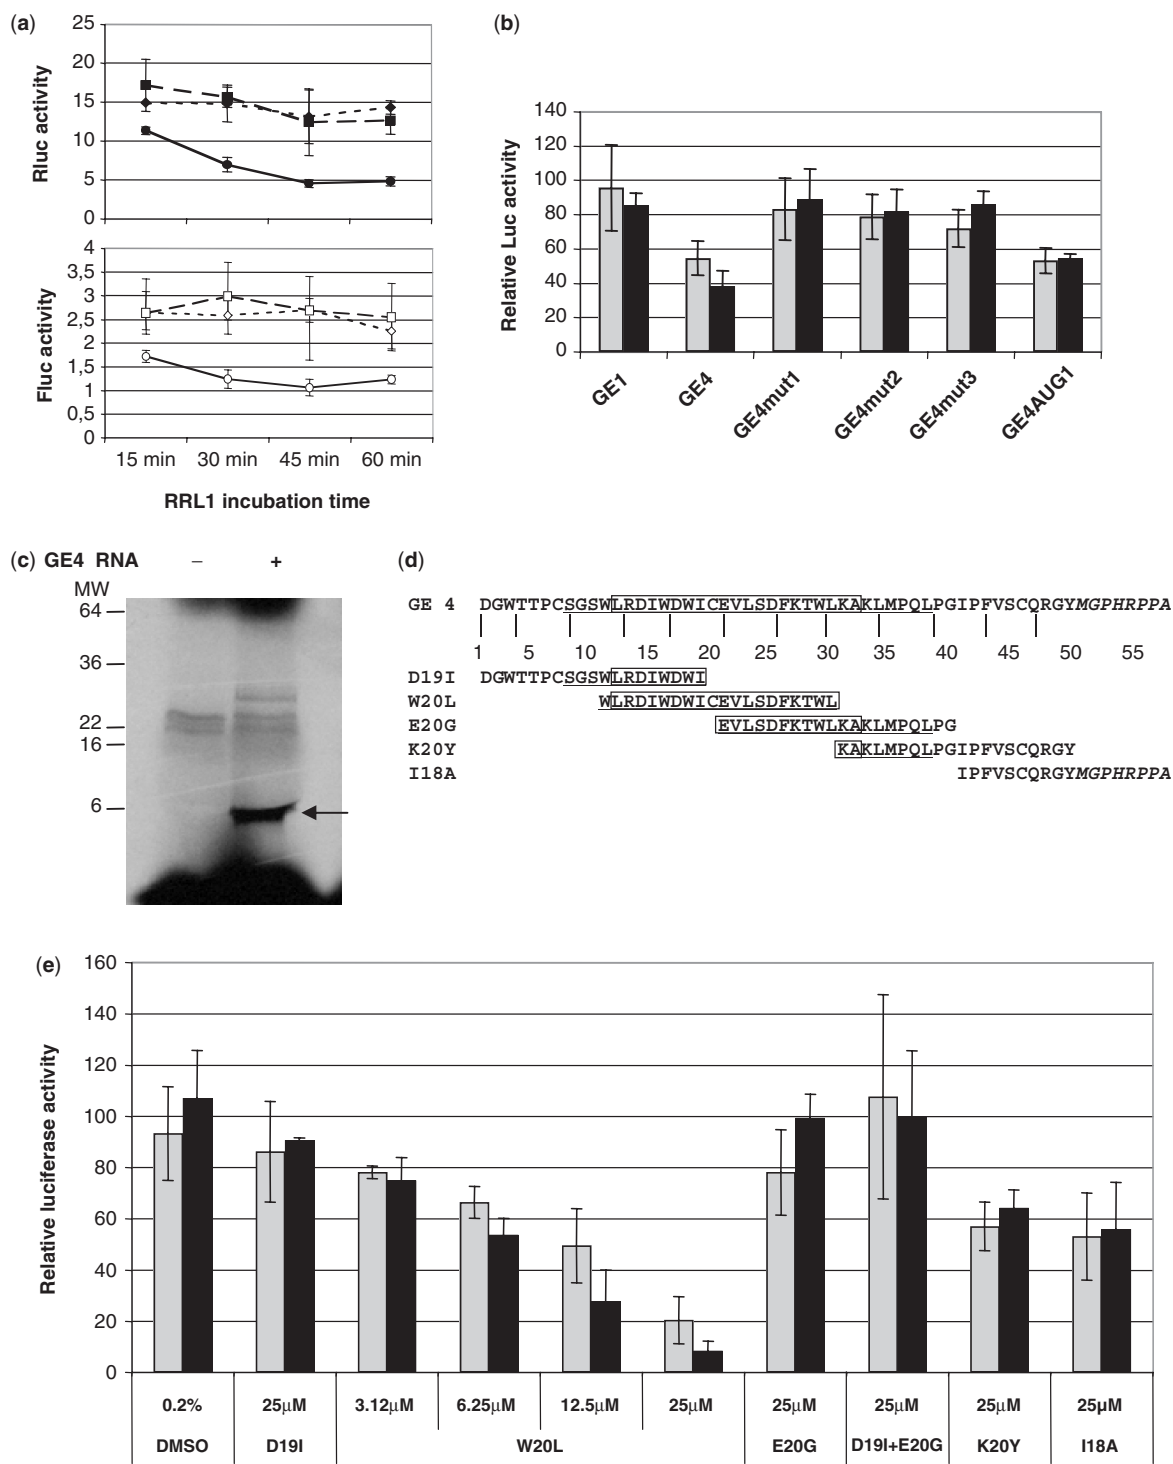 (a)
25
20
15
10
5
0
Rluc activity
4
3,5
3
2,5
2
1,5
1
0,5
0
Fluc activity
15 min 30 min 45 min 60 min
RRL1 incubation time
(b)
140
120
100
80
60
40
20
0
Relative Luc activity
GE1 GE4 GE4mut1 GE4mut2 GE4mut3 GE4AUG1
(c) GE4 RNA – +
MW
64
36
22
16
6
(d)
GE 4 DGWTTPCSGSWLRDIWDWICEVLSDFKTWLKAKLMPQLPGIPFVSCQRGYMGPHRPPA
1 5 10 15 20 25 30 35 40 45 50 55
D19I DGWTTPCSGSWLRDIWDWI
W20L WLRDIWDWICEVLSDFKTWL
E20G EVLSDFKTWLKAKLMPQLPG
K20Y KAKLMPQLPGIPFVSCQRGY
I18A IPFVSCQRGYMGPHRPPA
(e)
160
140
120
100
80
60
40
20
0
Relative luciferase activity
0.2% 25μM 3.12μM 6.25μM 12.5μM 25μM 25μM 25μM 25μM 25μM
DMSO D19I W20L E20G D19I+E20G K20Y I18A